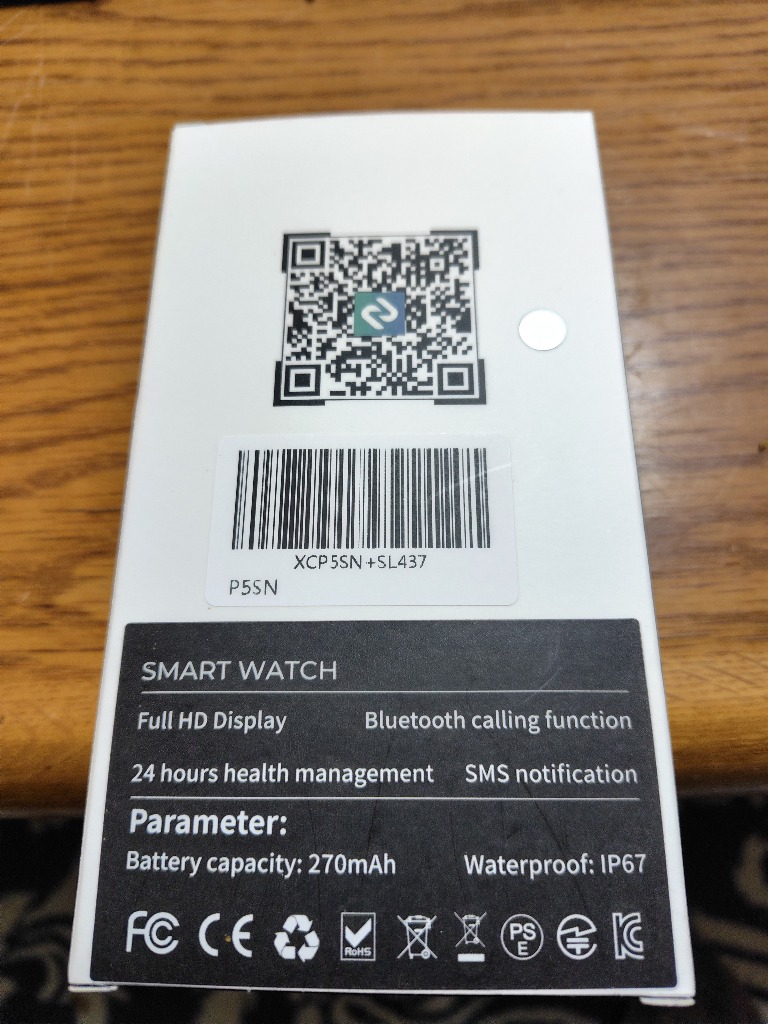 XCP5SN+SL437
P5SN
SMART WATCH
Full HD Display Bluetooth calling function
24 hours health management SMS notification
Parameter:
Battery capacity: 270mAh Waterproof: IP67
FC CE RoHS PS E